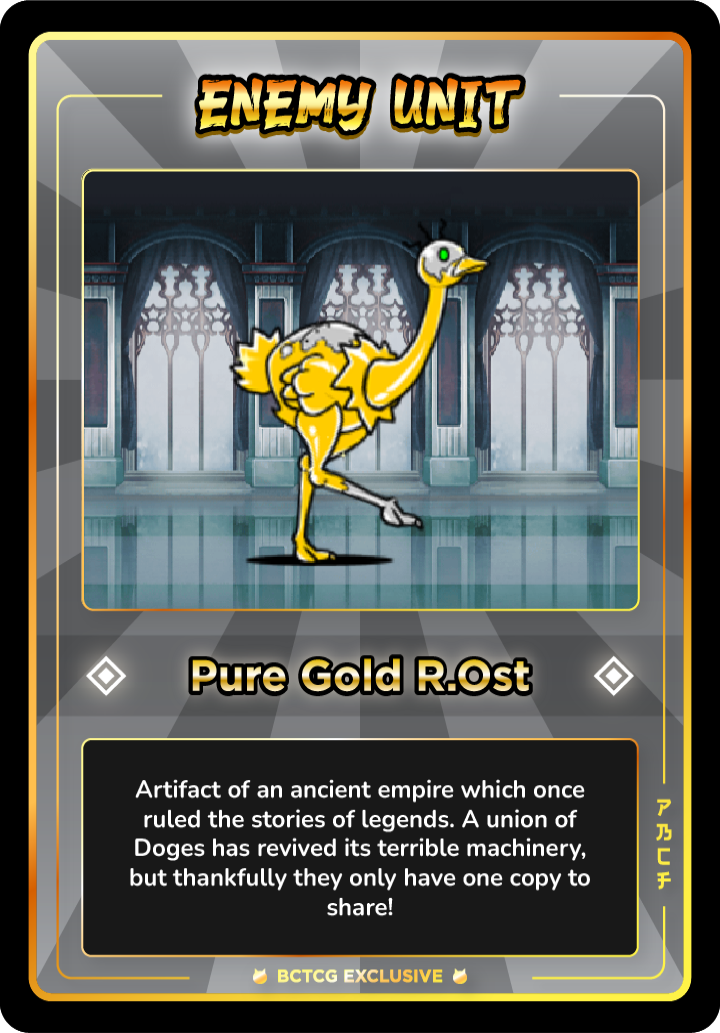 ENEMY UNIT
Pure Gold R.Ost
Artifact of an ancient empire which once
ruled the stories of legends. A union of
Doges has revived its terrible machinery,
but thankfully they only have one copy to
share!
BCTCG EXCLUSIVE